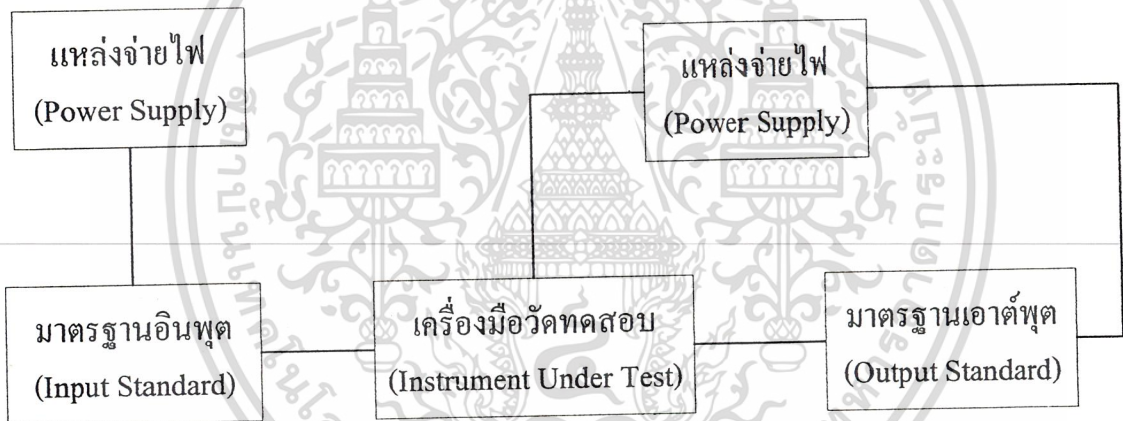 แหล่งจ่ายไฟ
(Power Supply)
แหล่งจ่ายไฟ
(Power Supply)
มาตรฐานอินพุต
(Input Standard)
เครื่องมือวัดทดสอบ
(Instrument Under Test)
มาตรฐานเอาต์พุต
(Output Standard)